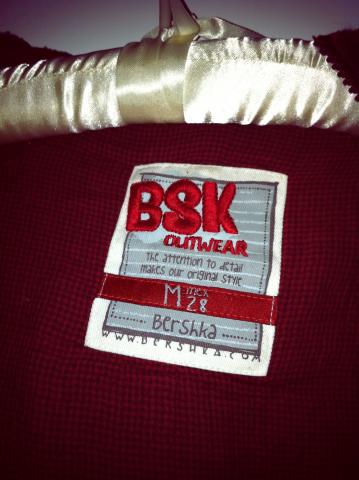 BSK
OUTWEAR
the attention to detail
makes our original style
M mex 28
Bershka
WWW.BERSHKA.COM